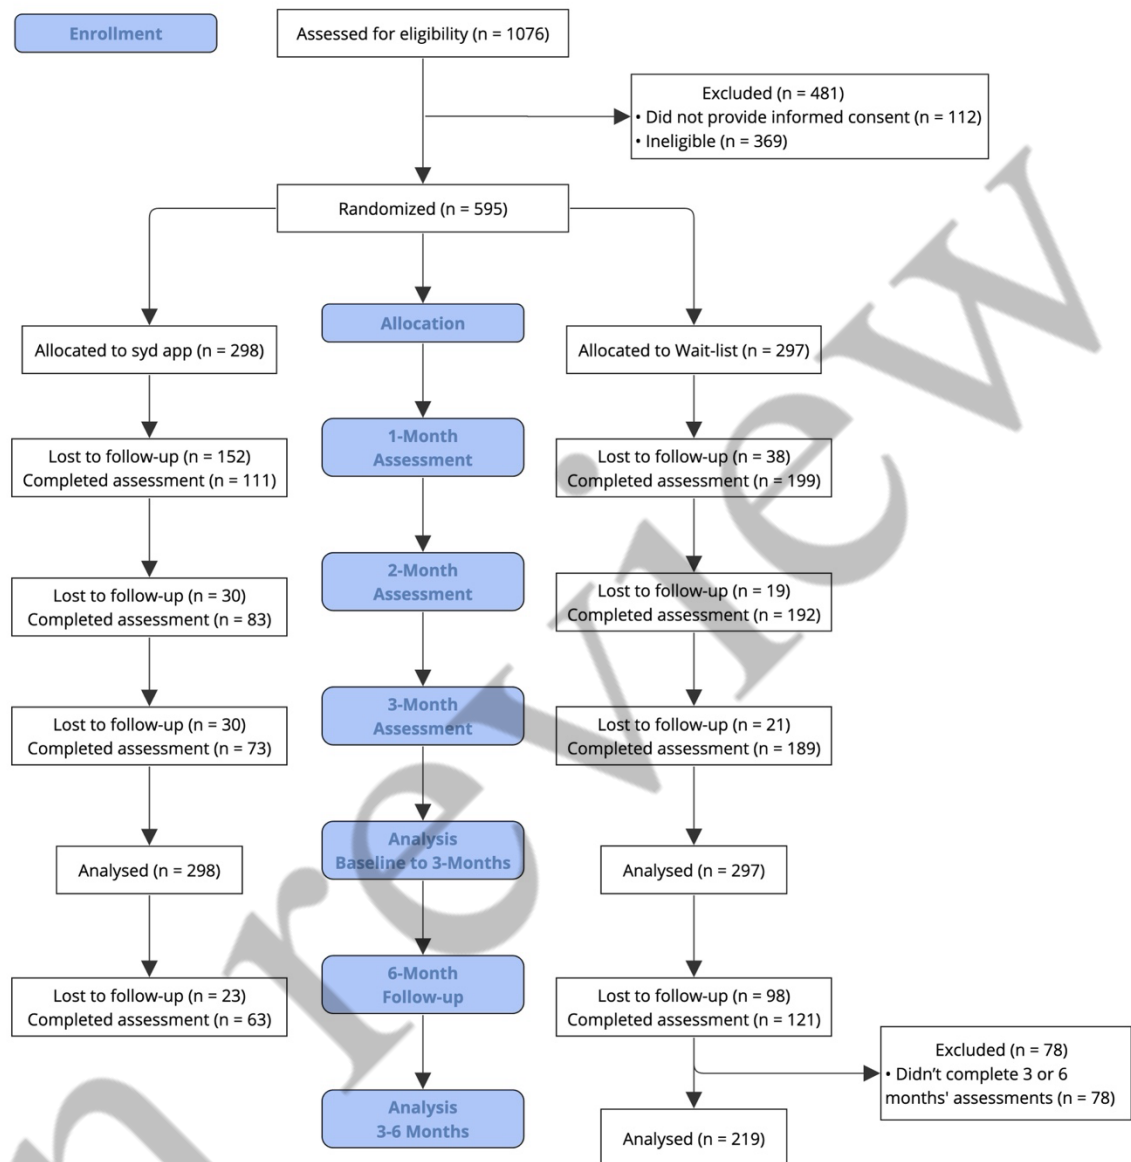 Enrollment
Assessed for eligibility (n = 1076)
Excluded (n = 481)
• Did not provide informed consent (n = 112)
• Ineligible (n = 369)
Randomized (n = 595)
Allocation
Allocated to syd app (n = 298)
Allocated to Wait-list (n = 297)
1-Month
Assessment
Lost to follow-up (n = 152)
Completed assessment (n = 111)
Lost to follow-up (n = 38)
Completed assessment (n = 199)
2-Month
Assessment
Lost to follow-up (n = 30)
Completed assessment (n = 83)
Lost to follow-up (n = 19)
Completed assessment (n = 192)
3-Month
Assessment
Lost to follow-up (n = 30)
Completed assessment (n = 73)
Lost to follow-up (n = 21)
Completed assessment (n = 189)
Analysis
Baseline to 3-Months
Analysed (n = 298)
Analysed (n = 297)
6-Month
Follow-up
Lost to follow-up (n = 23)
Completed assessment (n = 63)
Lost to follow-up (n = 98)
Completed assessment (n = 121)
Excluded (n = 78)
• Didn’t complete 3 or 6
months' assessments (n = 78)
Analysis
3-6 Months
Analysed (n = 219)
n review